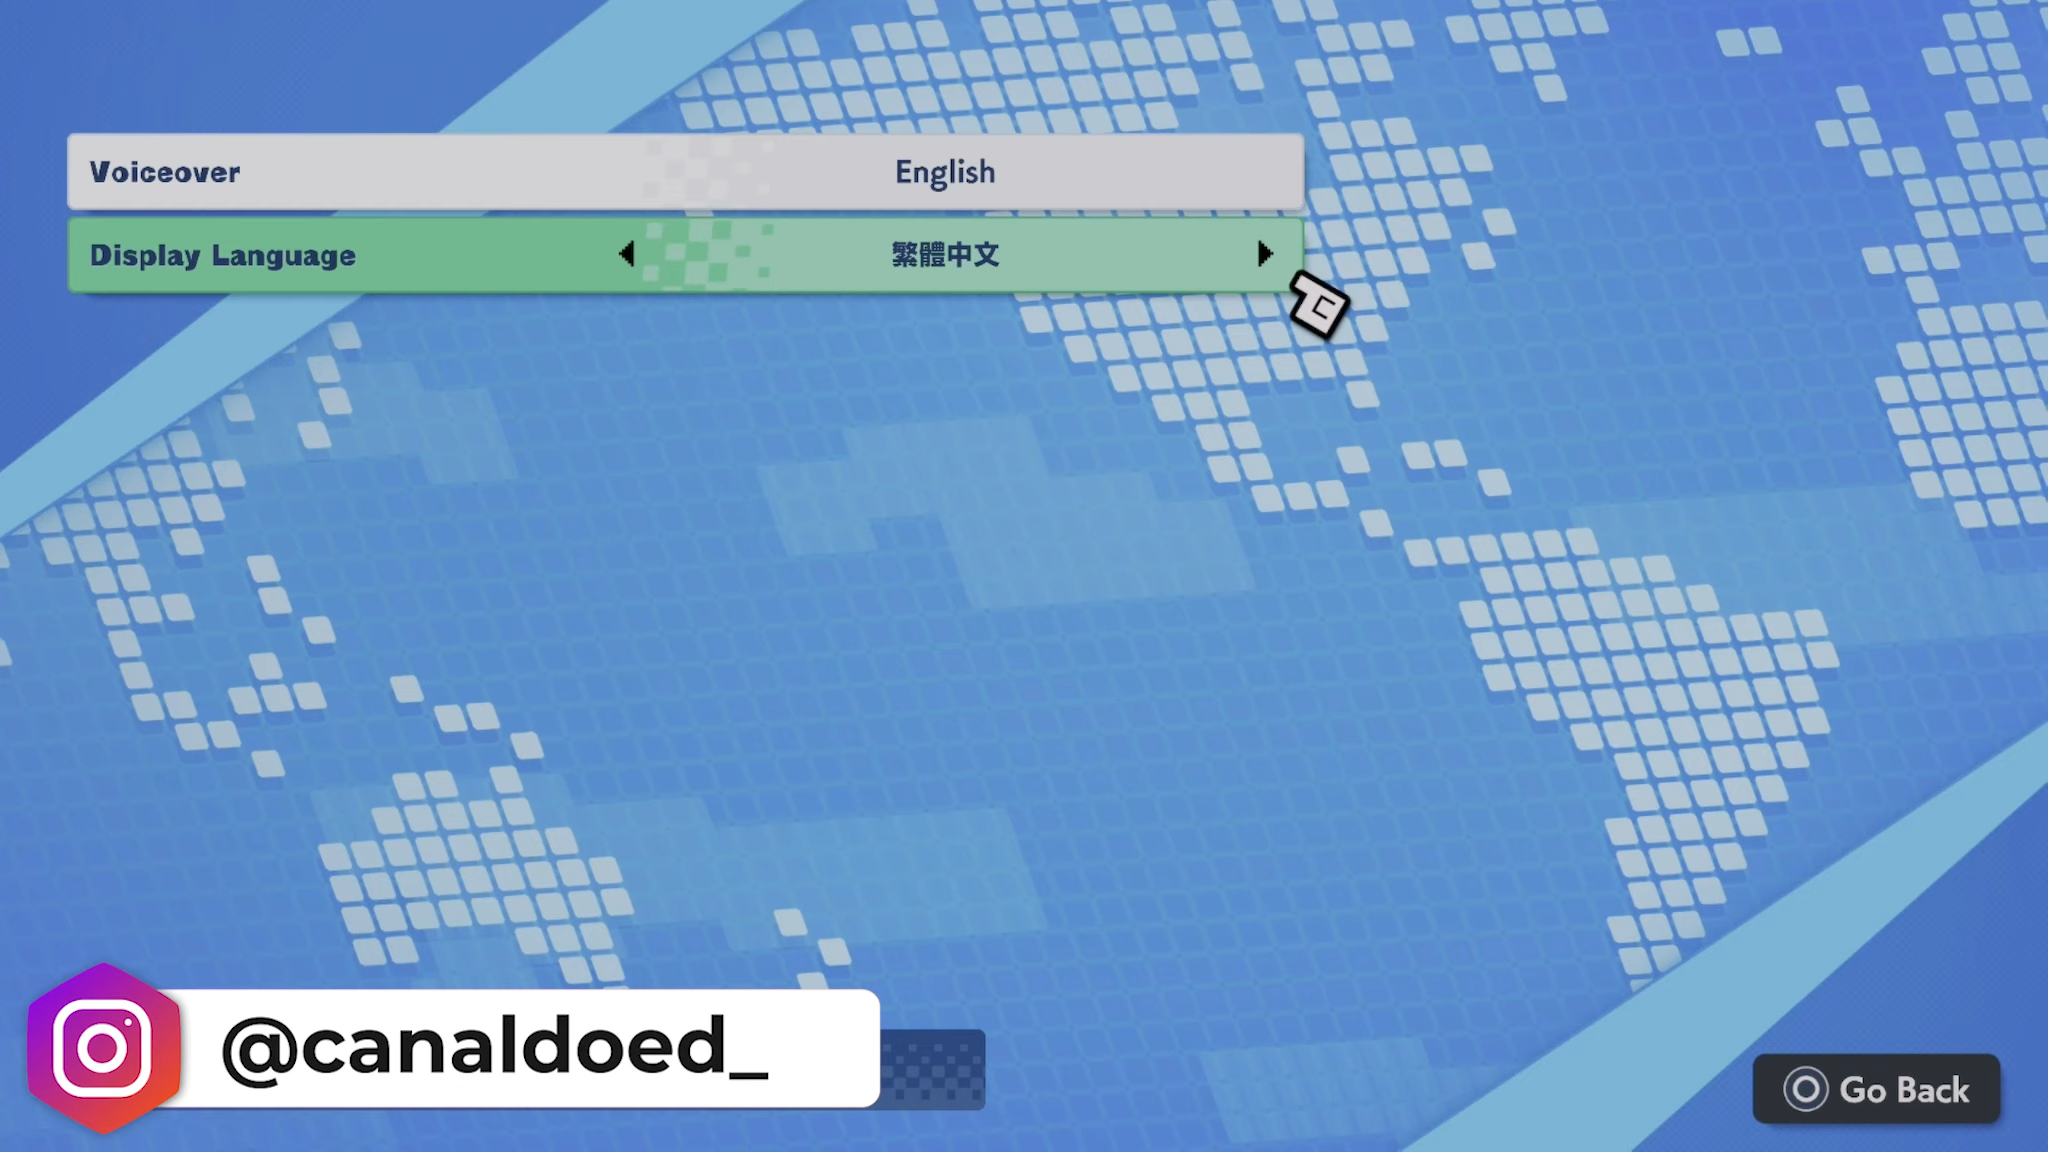 Voiceover
English
Display Language
繁體中文
@canaldoed_
Go Back